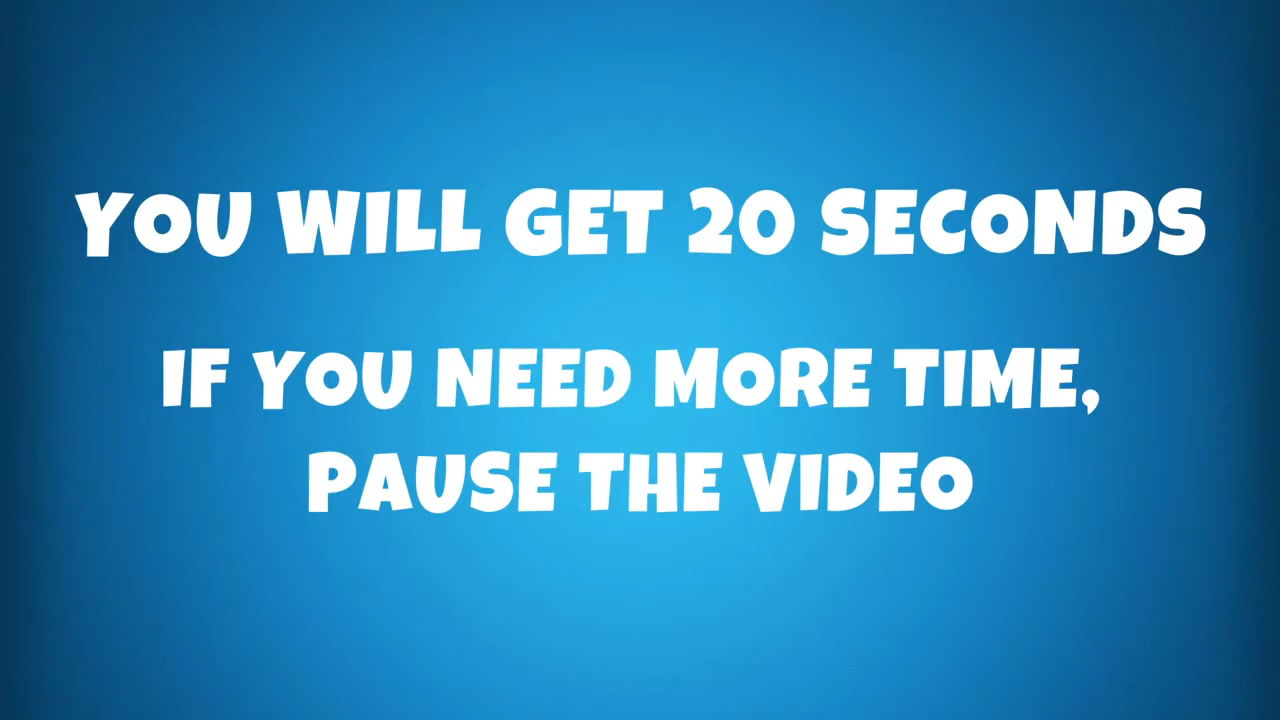 YOU WILL GET 20 SECONDS
IF YOU NEED MORE TIME,
PAUSE THE VIDEO